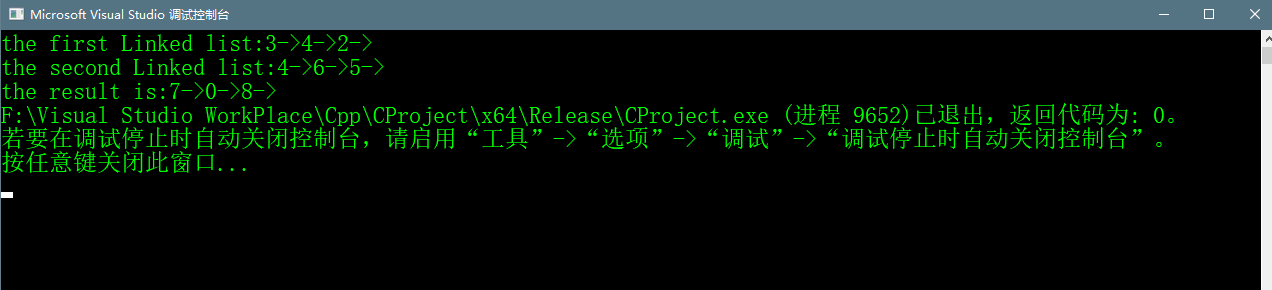 Microsoft Visual Studio 调试控制台
the first Linked list:3->4->2->
the second Linked list:4->6->5->
the result is:7->0->8->
F:\Visual Studio WorkPlace\Cpp\CProject\x64\Release\CProject.exe (进程 9652)已退出，返回代码为: 0。
若要在调试停止时自动关闭控制台，请启用“工具”->“选项”->“调试”->“调试停止时自动关闭控制台”。
按任意键关闭此窗口...